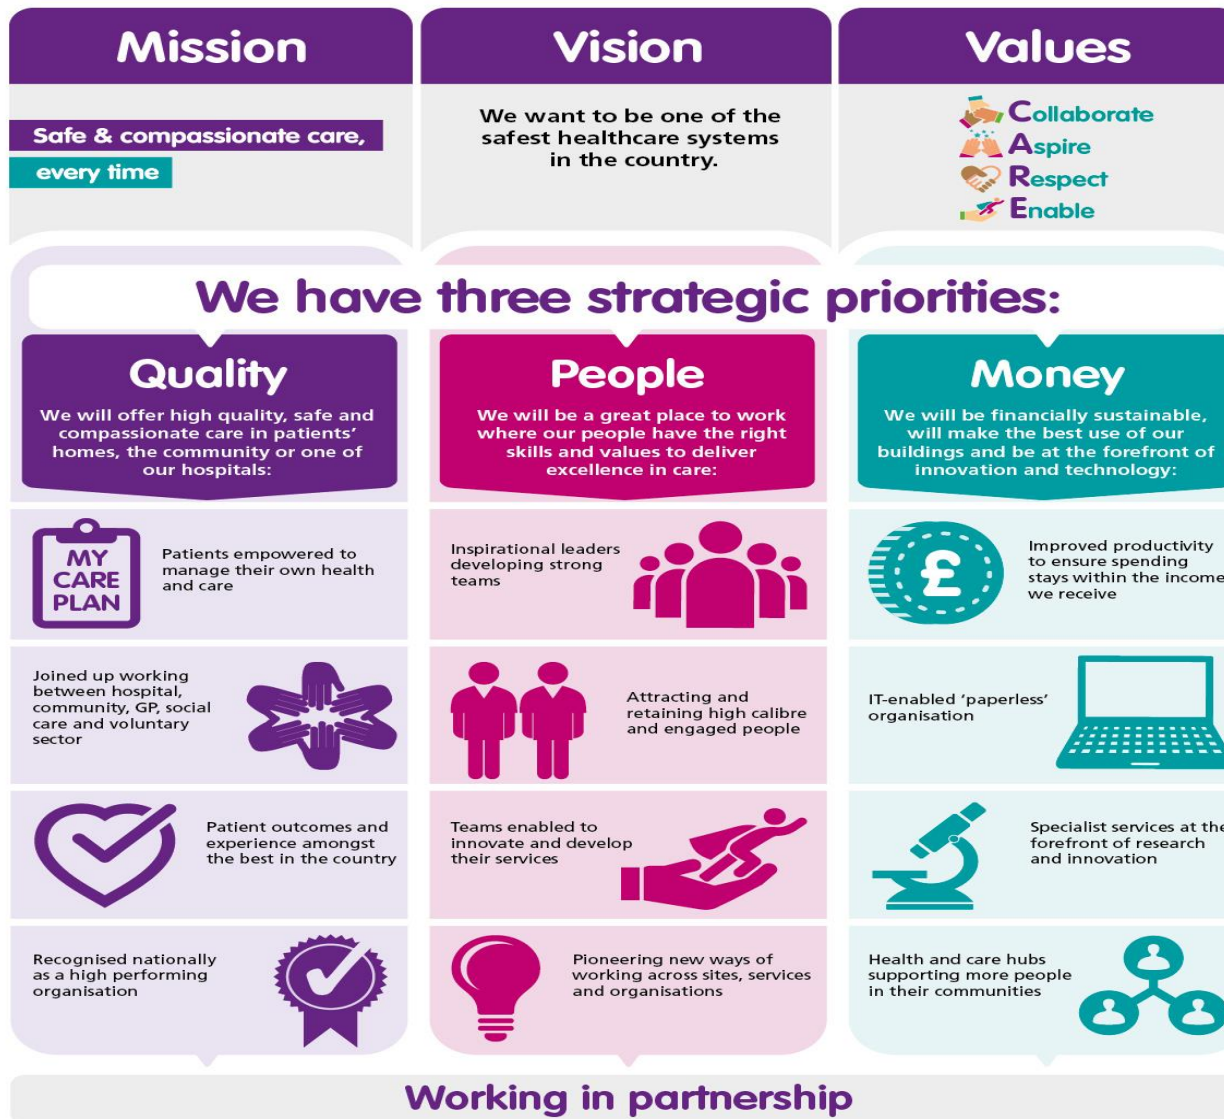 Mission
Safe & compassionate care,
every time
Vision
We want to be one of the
safest healthcare systems
in the country.
Values
Collaborate
Aspire
Respect
Enable
We have three strategic priorities:
Quality
We will offer high quality, safe and
compassionate care in patients’
homes, the community or one of
our hospitals:
MY
CARE
PLAN
Patients empowered to
manage their own health
and care
Joined up working
between hospital,
community, GP, social
care and voluntary
sector
Patient outcomes and
experience amongst
the best in the country
Recognised nationally
as a high performing
organisation
People
We will be a great place to work
where our people have the right
skills and values to deliver
excellence in care:
Inspirational leaders
developing strong
teams
Attracting and
retaining high calibre
and engaged people
Teams enabled to
innovate and develop
their services
Pioneering new ways of
working across sites, services
and organisations
Money
We will be financially sustainable,
will make the best use of our
buildings and be at the forefront of
innovation and technology:
£
Improved productivity
to ensure spending
stays within the income
we receive
IT-enabled ‘paperless’
organisation
Specialist services at the
forefront of research
and innovation
Health and care hubs
supporting more people
in their communities
Working in partnership